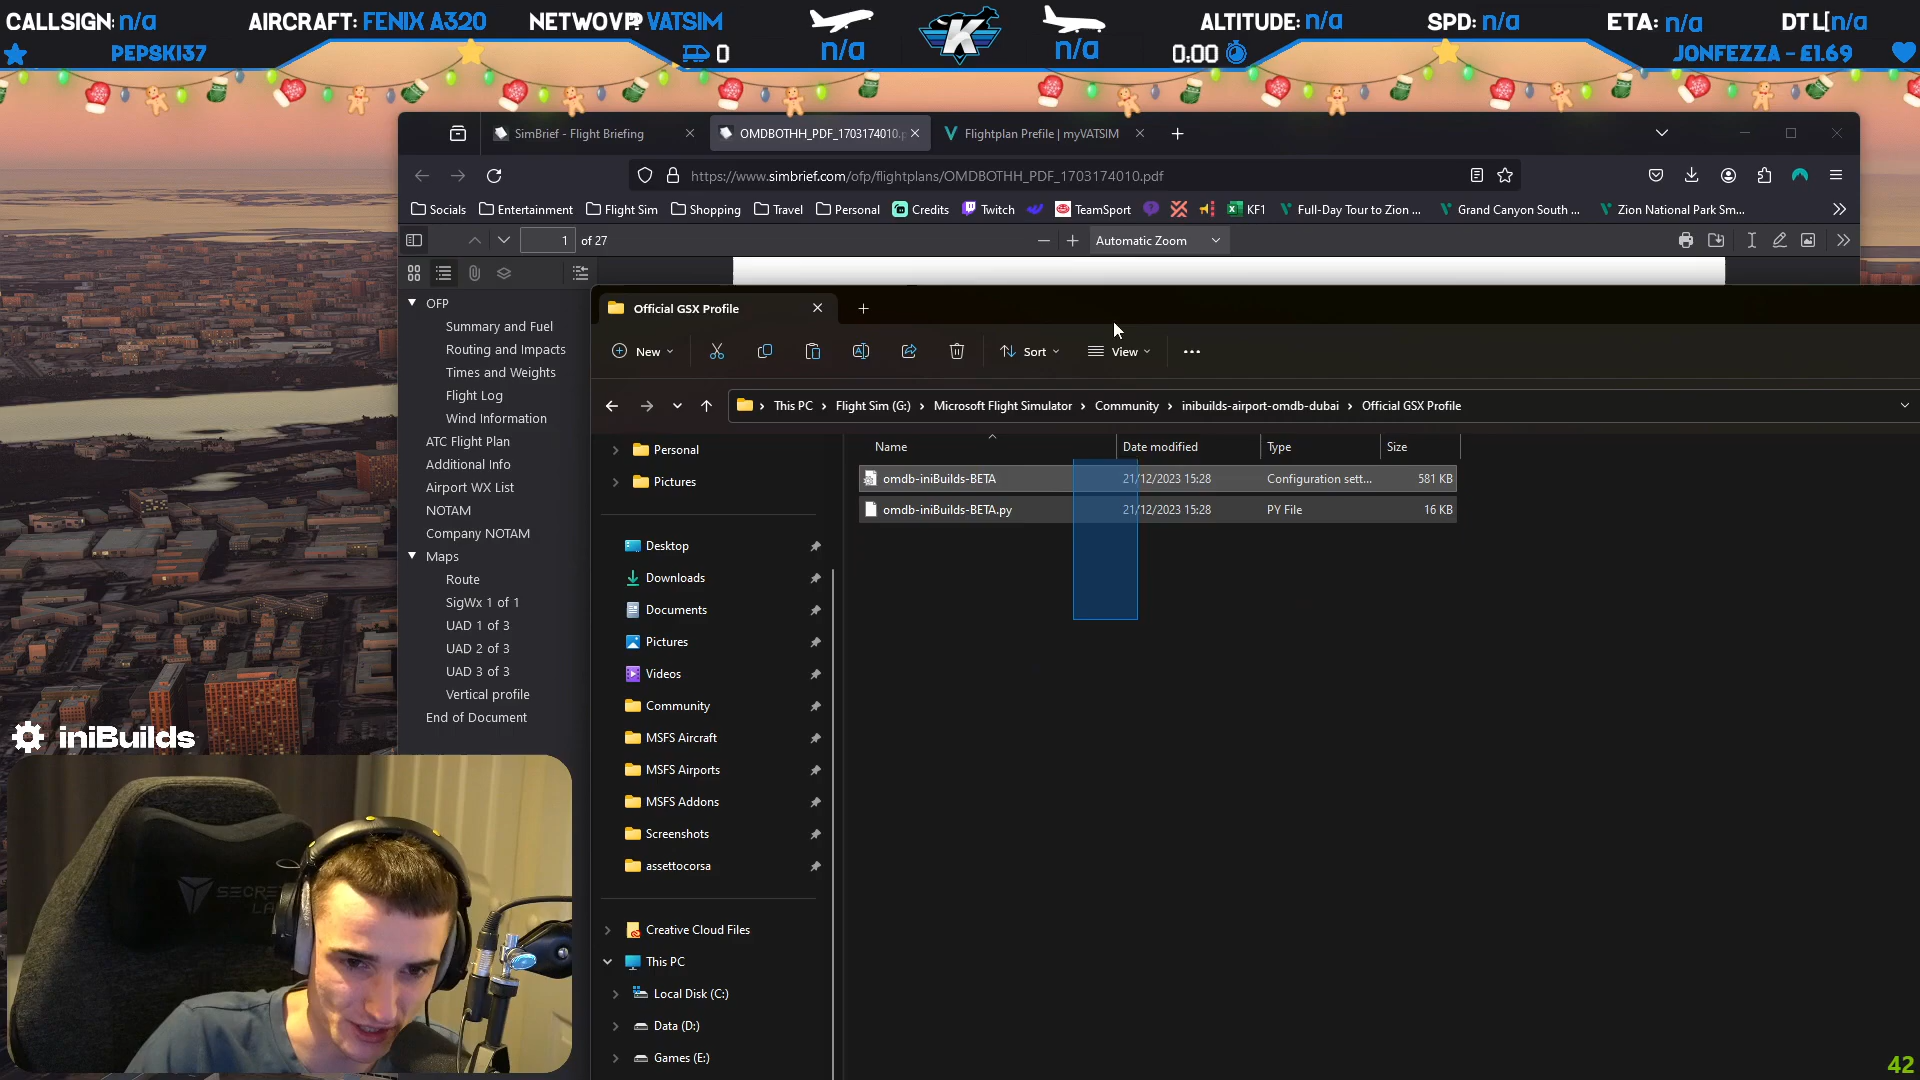 CALLSIGN: n/a AIRCRAFT: FENIX A320 VATSIM ALTITUDE: n/a SPD: n/a ETA: n/a n/a
PEPSKI37 0 n/a K n/a 0:00 JONFEZZA - £1.69
SimBrief - Flight Briefing OMDBOTHH_PDF_1703174010.p Flightplan Prefile | myVATSIM
https://www.simbrief.com/ofp/flightplans/OMDBOTHH_PDF_1703174010.pdf
Socials Entertainment Flight Sim Shopping Travel Personal Credits Twitch TeamSport KF1 Full-Day Tour to Zion ... Grand Canyon South ... Zion National Park Sm...
1 of 27 Automatic Zoom
OFP
Summary and Fuel
Routing and Impacts
Times and Weights
Flight Log
Wind Information
ATC Flight Plan
Additional Info
Airport WX List
NOTAM
Company NOTAM
Maps
Route
SigWx 1 of 1
UAD 1 of 3
UAD 2 of 3
UAD 3 of 3
Vertical profile
End of Document
Official GSX Profile
New Sort View
This PC Flight Sim (G:) Microsoft Flight Simulator Community inibuilds-airport-omdb-dubai Official GSX Profile
Name Date modified Type Size
omdb-iniBuilds-BETA 21/12/2023 15:28 Configuration sett... 581 KB
omdb-iniBuilds-BETA.py 21/12/2023 15:28 PY File 16 KB
Personal
Pictures
Desktop
Downloads
Documents
Pictures
Videos
Community
MSFS Aircraft
MSFS Airports
MSFS Addons
Screenshots
assettocorsa
Creative Cloud Files
This PC
Local Disk (C:)
Data (D:)
Games (E:)
iniBuilds
42